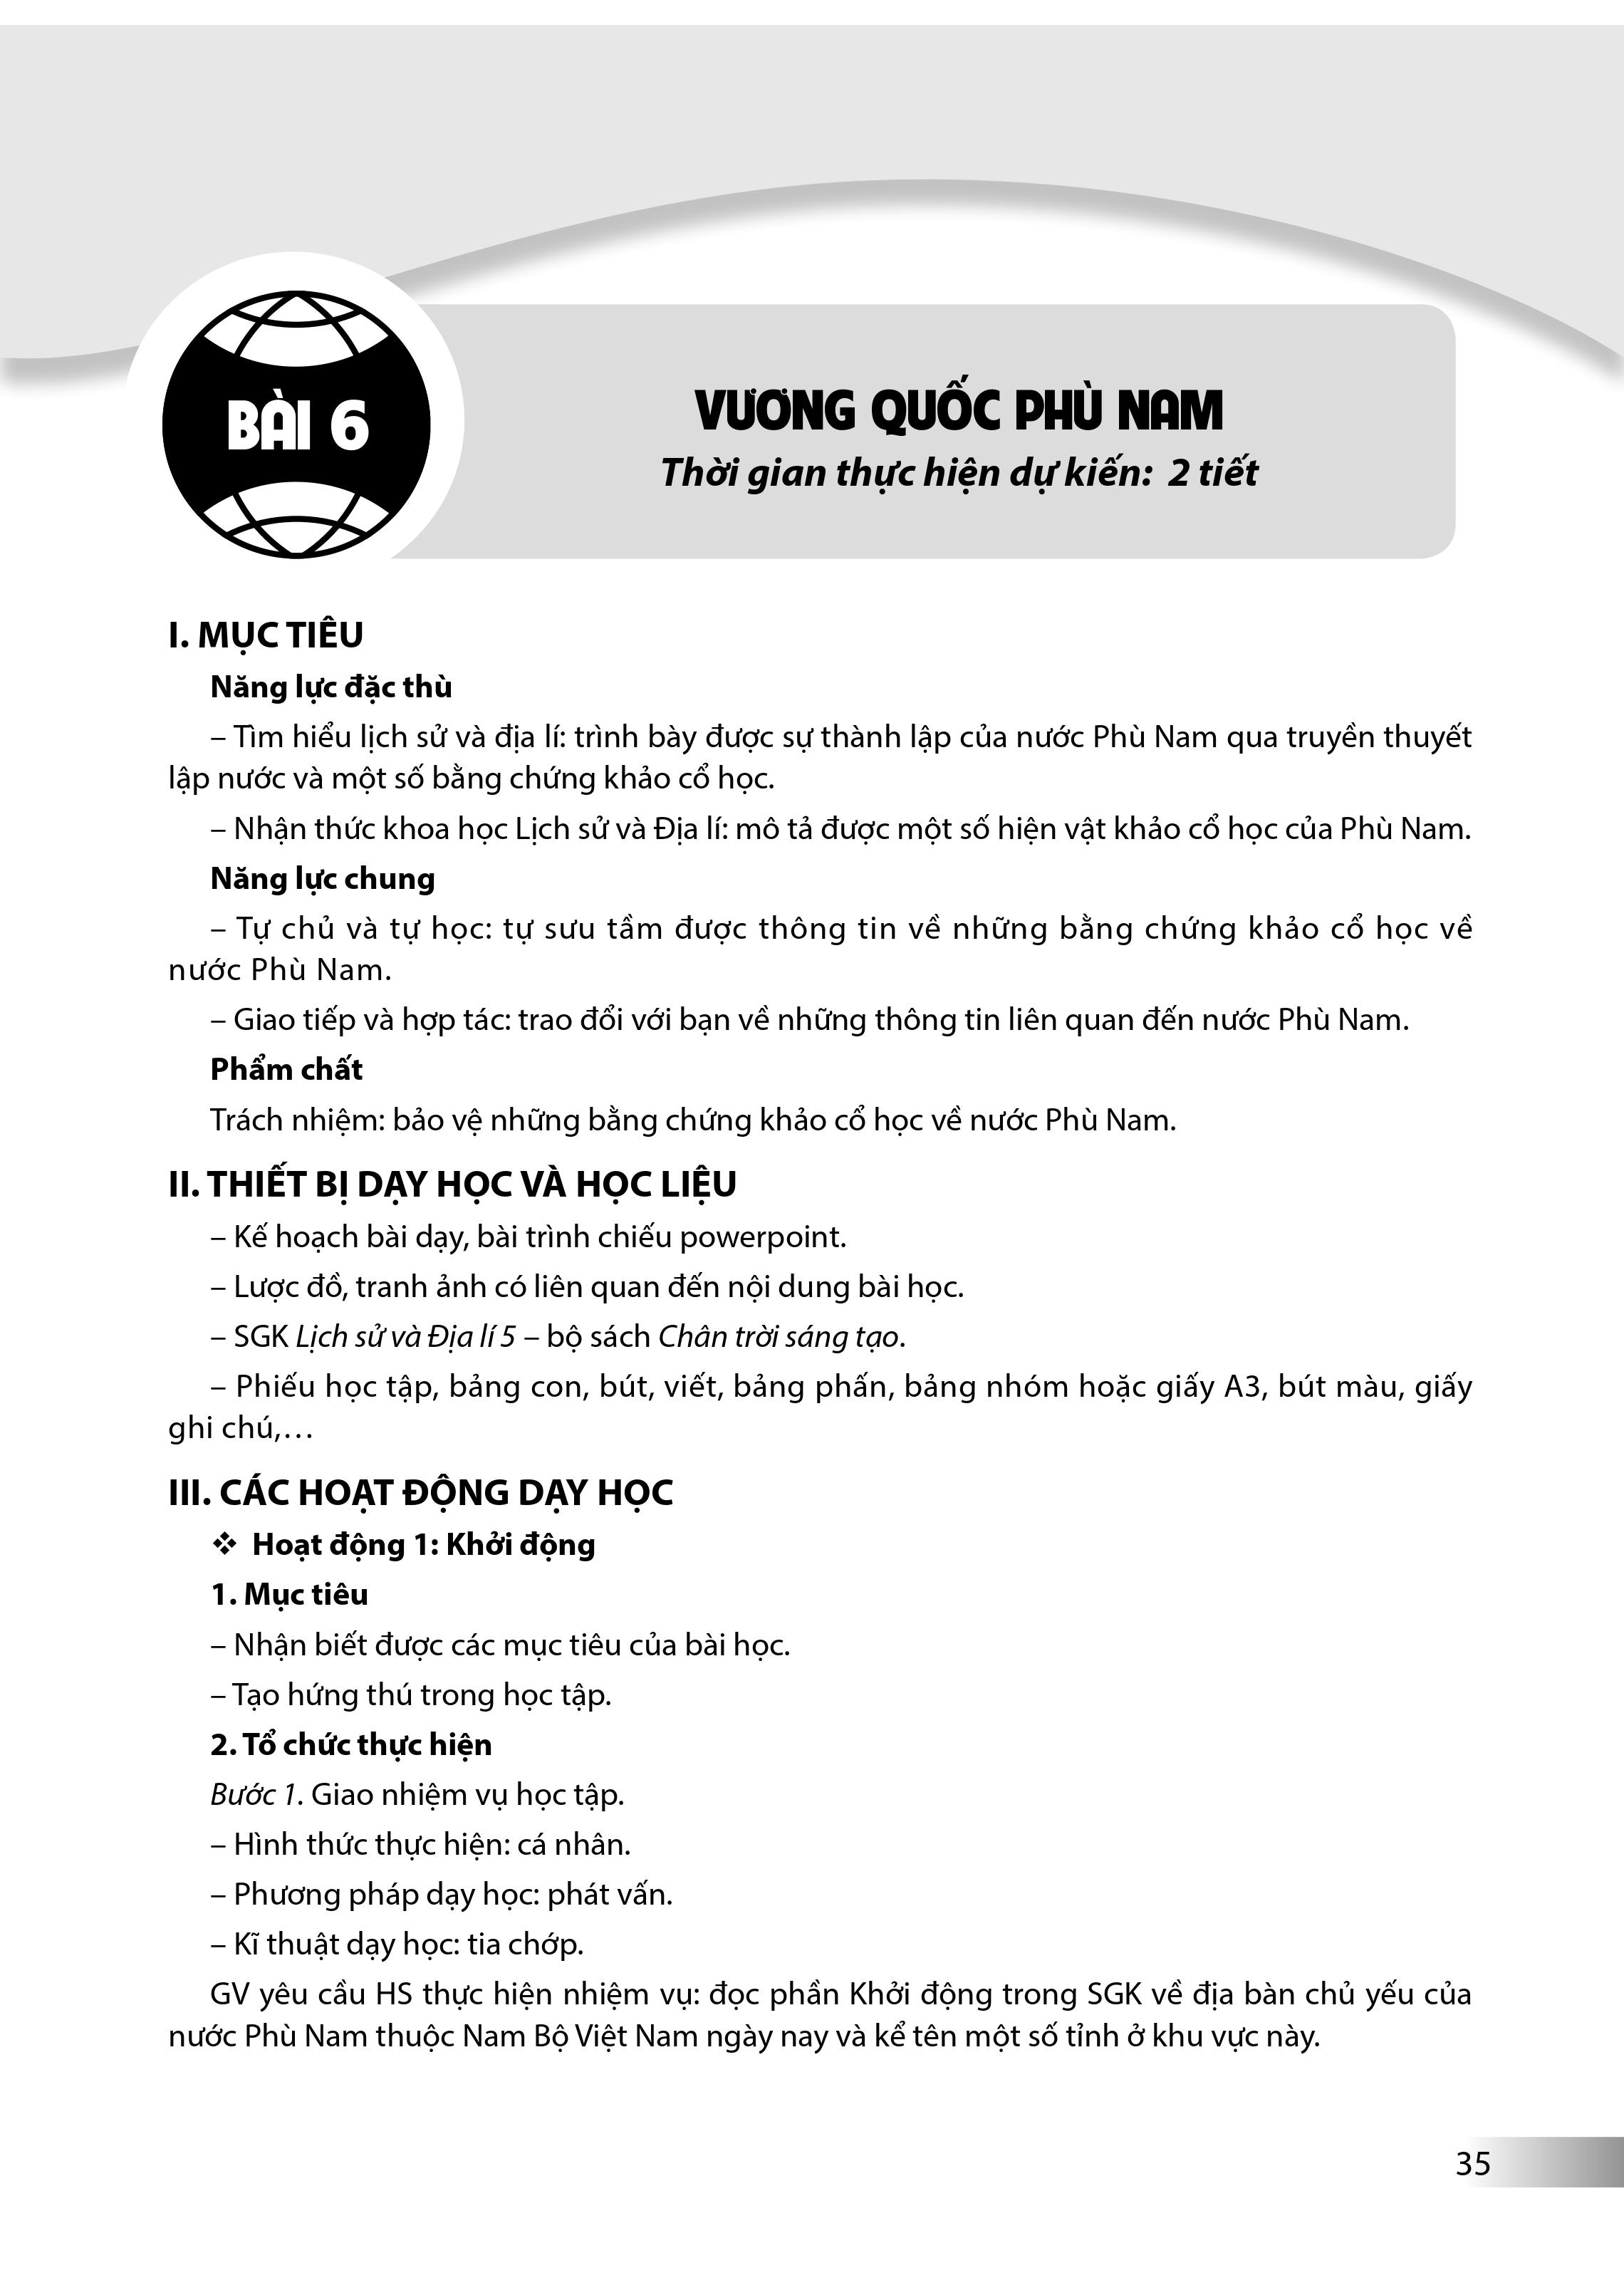 BÀI 6
VƯƠNG QUỐC PHÙ NAM
Thời gian thực hiện dự kiến: 2 tiết
I. MỤC TIÊU
Năng lực đặc thù
– Tìm hiểu lịch sử và địa lí: trình bày được sự thành lập của nước Phù Nam qua truyền thuyết
lập nước và một số bằng chứng khảo cổ học.
– Nhận thức khoa học Lịch sử và Địa lí: mô tả được một số hiện vật khảo cổ học của Phù Nam.
Năng lực chung
– Tự chủ và tự học: tự sưu tầm được thông tin về những bằng chứng khảo cổ học về
nước Phù Nam.
– Giao tiếp và hợp tác: trao đổi với bạn về những thông tin liên quan đến nước Phù Nam.
Phẩm chất
Trách nhiệm: bảo vệ những bằng chứng khảo cổ học về nước Phù Nam.
II. THIẾT BỊ DẠY HỌC VÀ HỌC LIỆU
– Kế hoạch bài dạy, bài trình chiếu powerpoint.
– Lược đồ, tranh ảnh có liên quan đến nội dung bài học.
– SGK Lịch sử và Địa lí 5 – bộ sách Chân trời sáng tạo.
– Phiếu học tập, bảng con, bút, viết, bảng phấn, bảng nhóm hoặc giấy A3, bút màu, giấy
ghi chú,…
III. CÁC HOẠT ĐỘNG DẠY HỌC
❖ Hoạt động 1: Khởi động
1. Mục tiêu
– Nhận biết được các mục tiêu của bài học.
– Tạo hứng thú trong học tập.
2. Tổ chức thực hiện
Bước 1. Giao nhiệm vụ học tập.
– Hình thức thực hiện: cá nhân.
– Phương pháp dạy học: phát vấn.
– Kĩ thuật dạy học: tia chớp.
GV yêu cầu HS thực hiện nhiệm vụ: đọc phần Khởi động trong SGK về địa bàn chủ yếu của
nước Phù Nam thuộc Nam Bộ Việt Nam ngày nay và kể tên một số tỉnh ở khu vực này.
35